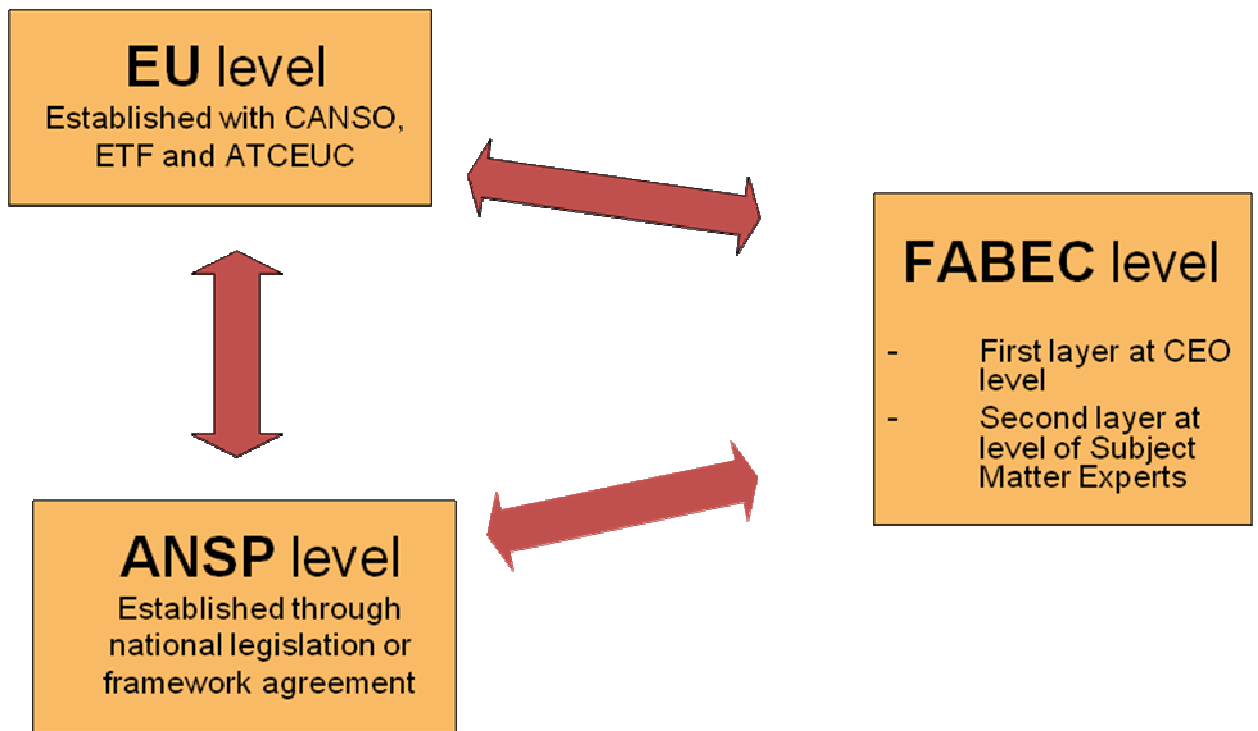 EU level
Established with CANSO,
ETF and ATCEUC
FABEC level
- First layer at CEO
level
- Second layer at
level of Subject
Matter Experts
ANSP level
Established through
national legislation or
framework agreement